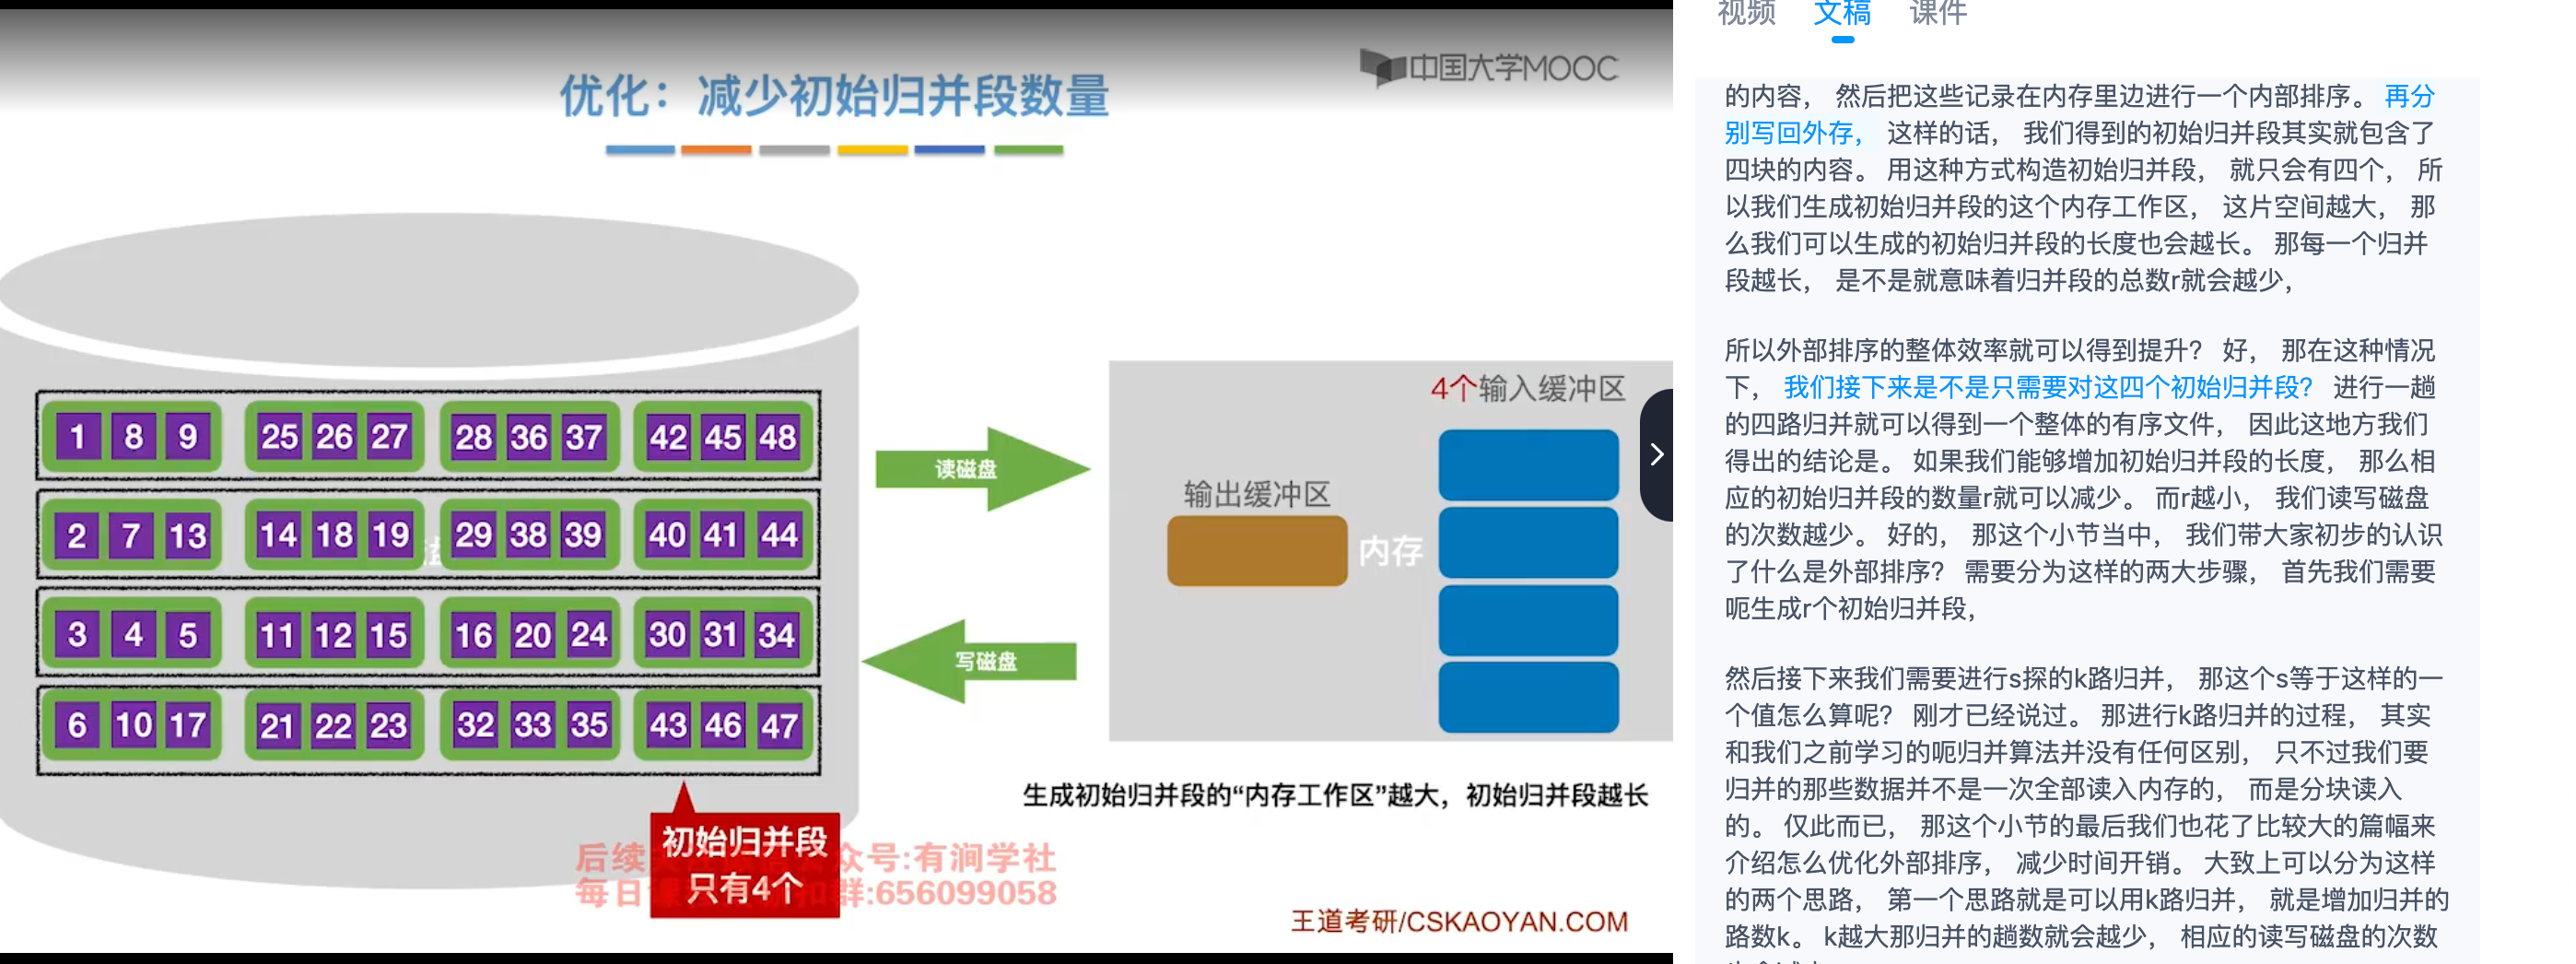 中国大学MOOC
优化：减少初始归并段数量
1 8 9 25 26 27 28 36 37 42 45 48
2 7 13 14 18 19 29 38 39 40 41 44
3 4 5 11 12 15 16 20 24 30 31 34
6 10 17 21 22 23 32 33 35 43 46 47
读磁盘
写磁盘
4个输入缓冲区
输出缓冲区
内存
生成初始归并段的“内存工作区”越大，初始归并段越长
初始归并段
只有4个
后续
众号:有涧学社
每日
群:656099058
王道考研/CSKAOYAN.COM
视频 文稿 课件
的内容， 然后把这些记录在内存里边进行一个内部排序。 再分
别写回外存， 这样的话， 我们得到的初始归并段其实就包含了
四块的内容。 用这种方式构造初始归并段， 就只会有四个， 所
以我们生成初始归并段的这个内存工作区， 这片空间越大， 那
么我们可以生成的初始归并段的长度也会越长。 那每一个归并
段越长， 是不是就意味着归并段的总数r就会越少，
所以外部排序的整体效率就可以得到提升？ 好， 那在这种情况
下， 我们接下来是不是只需要对这四个初始归并段？ 进行一趟
的四路归并就可以得到一个整体的有序文件， 因此这地方我们
得出的结论是。 如果我们能够增加初始归并段的长度， 那么相
应的初始归并段的数量r就可以减少。 而r越小， 我们读写磁盘
的次数越少。 好的， 那这个小节当中， 我们带大家初步的认识
了什么是外部排序？ 需要分为这样的两大步骤， 首先我们需要
呃生成r个初始归并段，
然后接下来我们需要进行s探的k路归并， 那这个s等于这样的一
个值怎么算呢？ 刚才已经说过。 那进行k路归并的过程， 其实
和我们之前学习的呃归并算法并没有任何区别， 只不过我们要
归并的那些数据并不是一次全部读入内存的， 而是分块读入
的。 仅此而已， 那这个小节的最后我们也花了比较大的篇幅来
介绍怎么优化外部排序， 减少时间开销。 大致上可以分为这样
的两个思路， 第一个思路就是可以用k路归并， 就是增加归并的
路数k。 k越大那归并的趟数就会越少， 相应的读写磁盘的次数